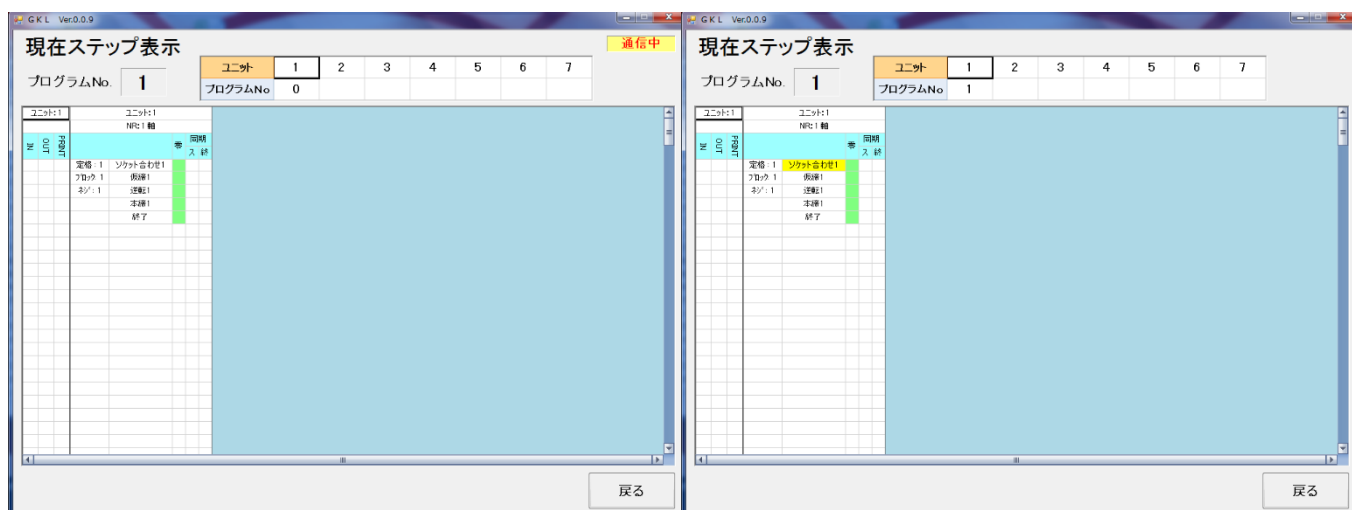 GKL Ver.0.0.9
現在ステップ表示
通信中
プログラムNo. 1
ユニット 1 2 3 4 5 6 7
プログラムNo 0
ユニット:1 ユニット:1
NR:1軸
IN OUT PRINT 巻 同期
ス 終
定格:1 ソケット合わせ1
ブロック 1 仮締1
ネジ:1 逆転1
本締1
終了
戻る
GKL Ver.0.0.9
現在ステップ表示
プログラムNo. 1
ユニット 1 2 3 4 5 6 7
プログラムNo 1
ユニット:1 ユニット:1
NR:1軸
IN OUT PRINT 巻 同期
ス 終
定格:1 ソケット合わせ1
ブロック 1 仮締1
ネジ:1 逆転1
本締1
終了
戻る